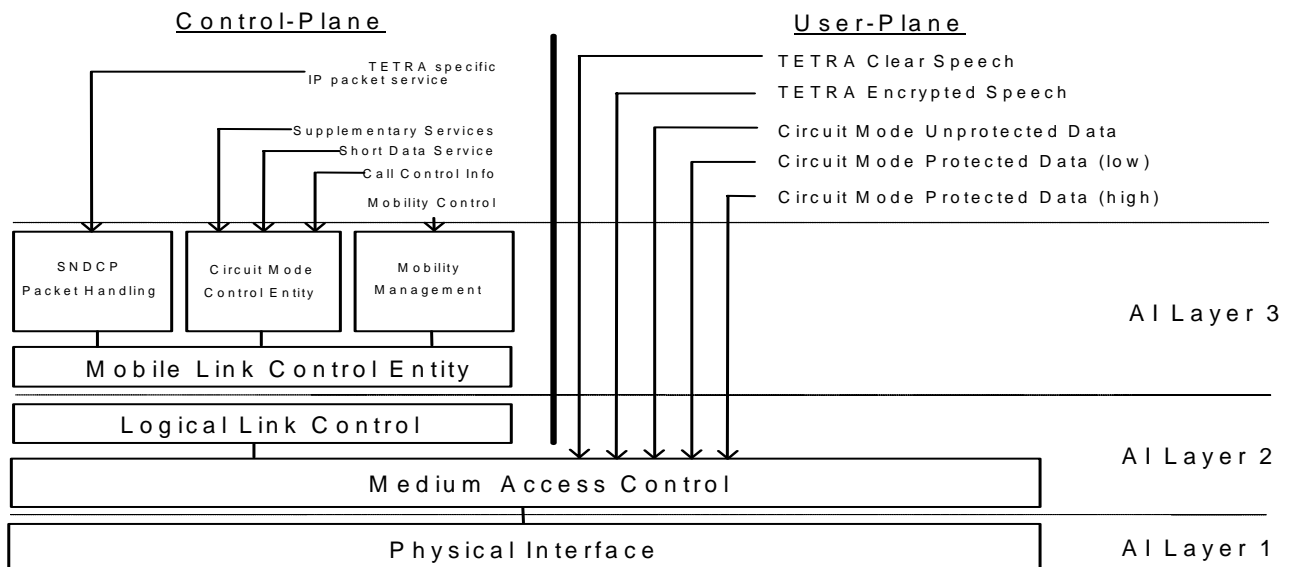 Control-Plane
User-Plane
TETRA specific
IP packet service
Supplementary Services
Short Data Service
Call Control Info
Mobility Control
TETRA Clear Speech
TETRA Encrypted Speech
Circuit Mode Unprotected Data
Circuit Mode Protected Data (low)
Circuit Mode Protected Data (high)
SNDCP
Packet Handling
Circuit Mode
Control Entity
Mobility
Management
AI Layer 3
Mobile Link Control Entity
Logical Link Control
AI Layer 2
Medium Access Control
Physical Interface
AI Layer 1